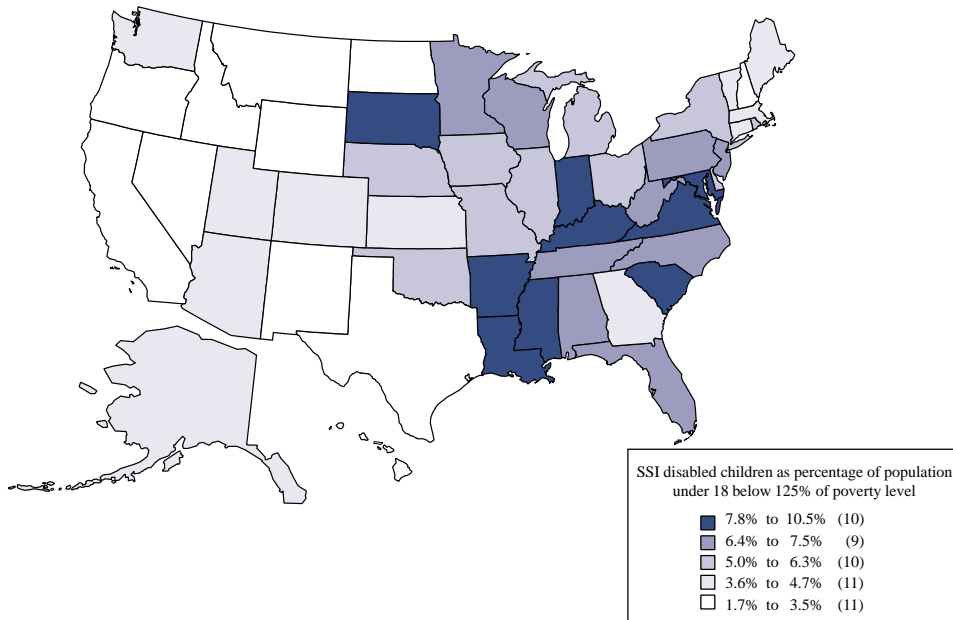 SSI disabled children as percentage of population
under 18 below 125% of poverty level
7.8% to 10.5% (10)
6.4% to 7.5% (9)
5.0% to 6.3% (10)
3.6% to 4.7% (11)
1.7% to 3.5% (11)